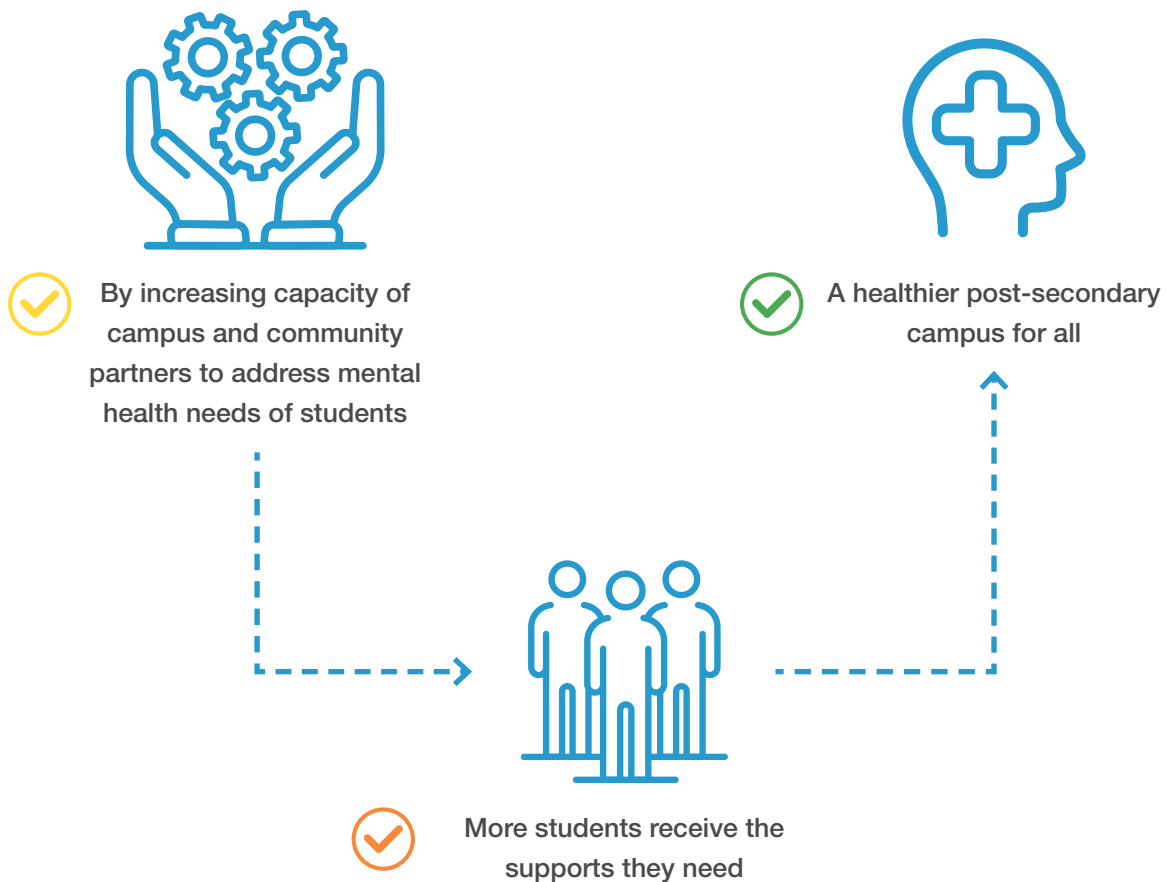 By increasing capacity of
campus and community
partners to address mental
health needs of students
More students receive the
supports they need
A healthier post-secondary
campus for all